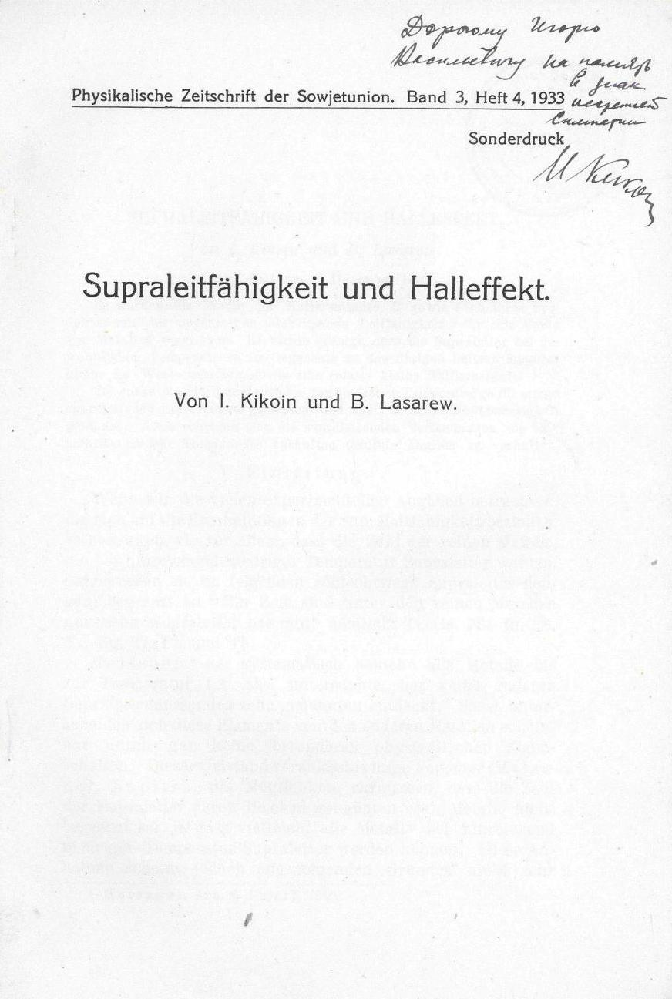 Дорогому Игорю
Васильевичу на память
в знак
искренней
симпатии
И Кикоин
Physikalische Zeitschrift der Sowjetunion. Band 3, Heft 4, 1933
Sonderdruck
Supraleitfähigkeit und Halleffekt.
Von I. Kikoin und B. Lasarew.